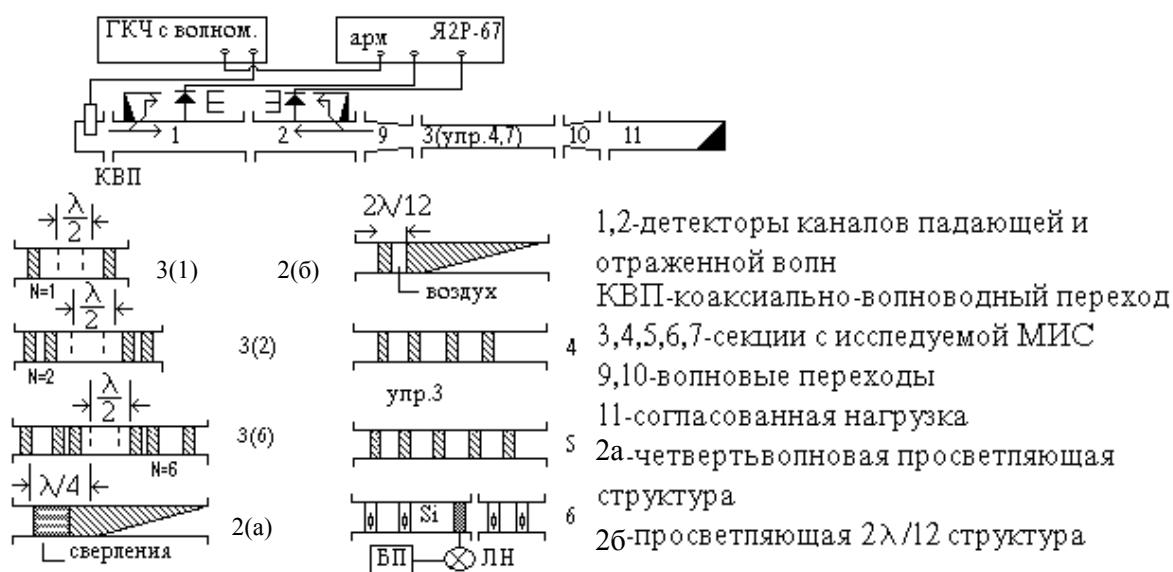 ГКЧ с волном.
арм
Я2Р-67
1
2
9
3(упр.4,7)
10
11
КВП
λ/2
N=1
3(1)
λ/2
N=2
3(2)
λ/2
N=6
3(6)
λ/4
сверления
2(а)
2λ/12
2(б)
воздух
4
упр.3
5
Si
6
БП
ЛН
1,2-детекторы каналов падающей и
отраженной волн
КВП-коаксиально-волноводный переход
3,4,5,6,7-секции с исследуемой МИС
9,10-волновые переходы
11-согласованная нагрузка
2а-четвертьволновая просветляющая
структура
2б-просветляющая 2λ/12 структура